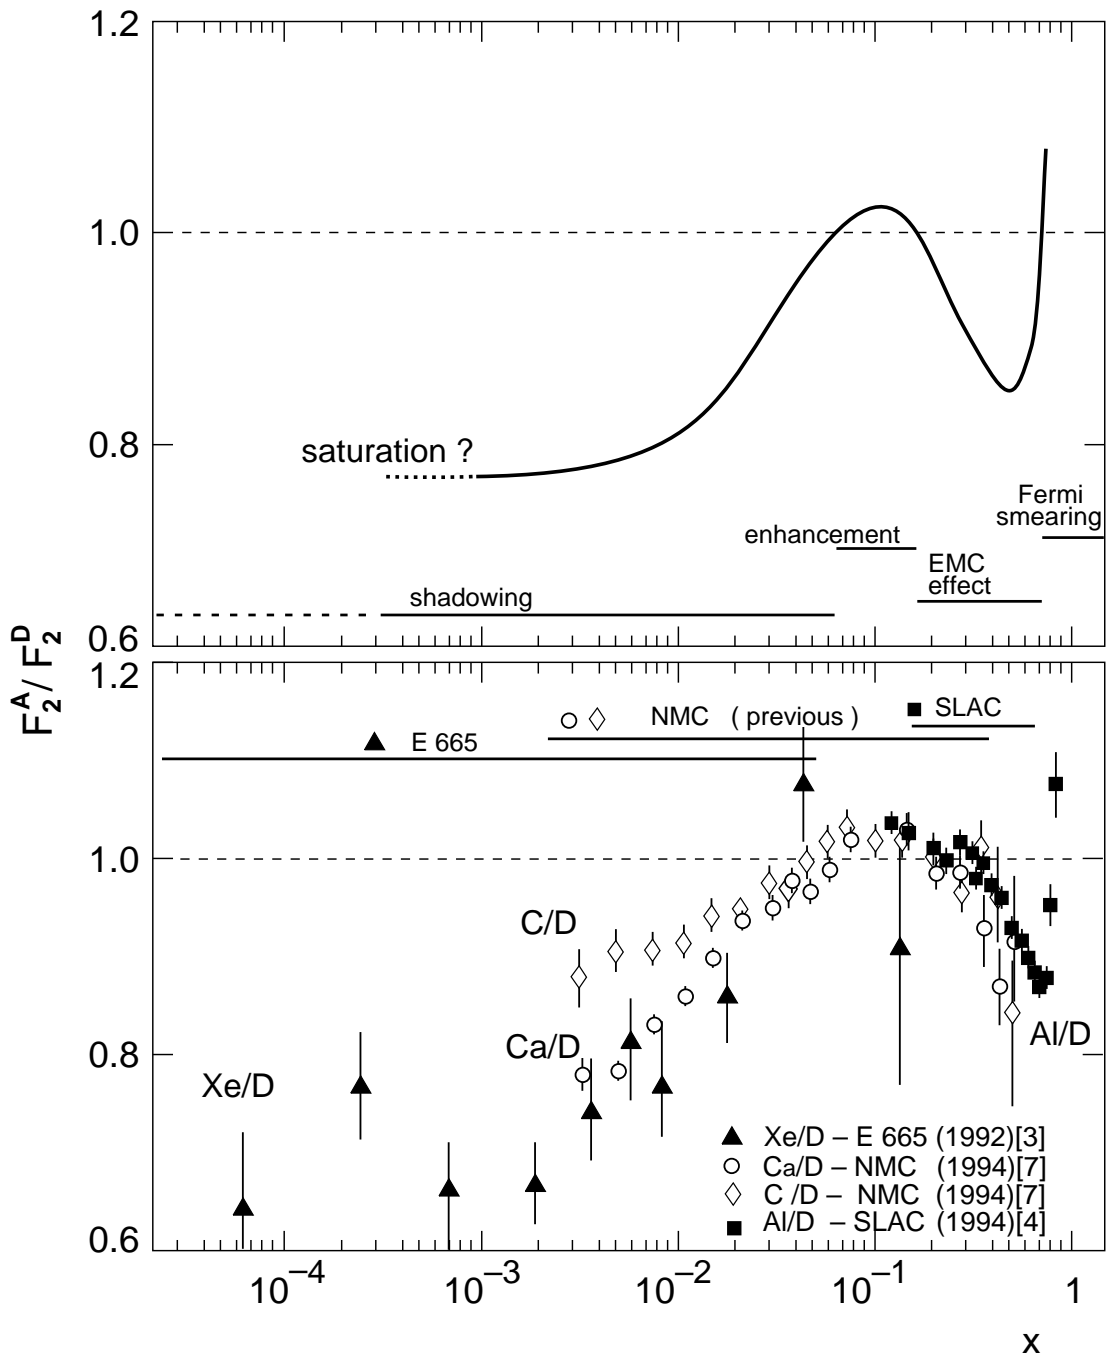 1.2
1.0
0.8
0.6
saturation ?
Fermi
smearing
enhancement
EMC
effect
shadowing
F₂ᴬ / F₂ᴰ
1.2
1.0
0.8
0.6
NMC ( previous )
SLAC
E 665
C/D
Ca/D
Xe/D
Al/D
Xe/D – E 665 (1992)[3]
Ca/D – NMC (1994)[7]
C /D – NMC (1994)[7]
Al/D – SLAC (1994)[4]
10⁻⁴ 10⁻³ 10⁻² 10⁻¹ 1
x